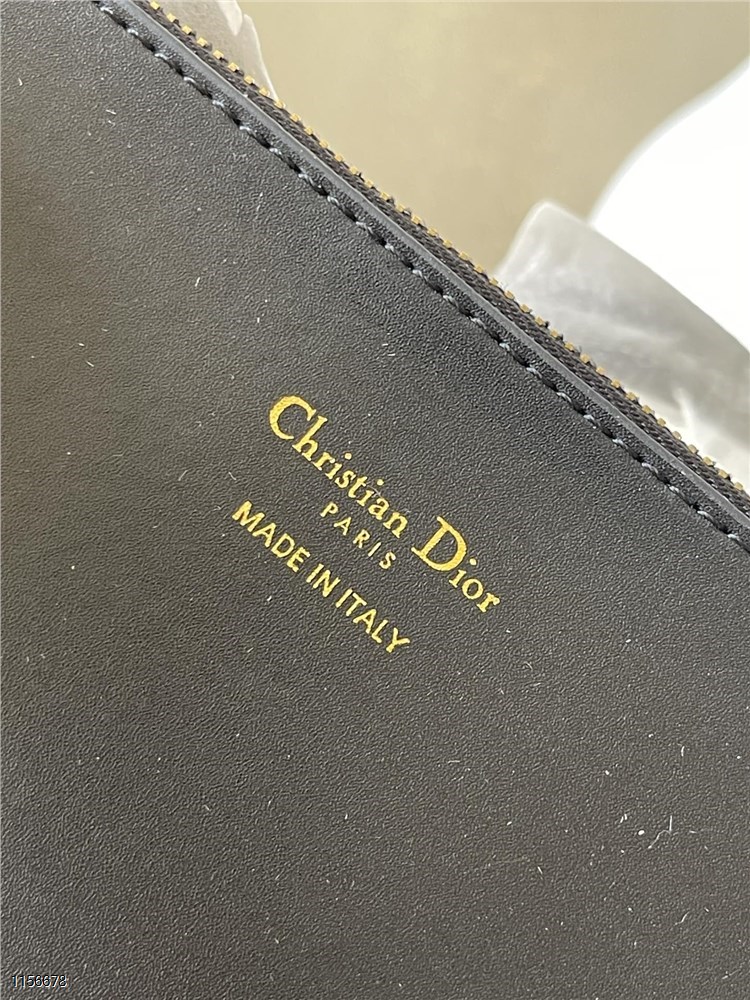 Christian Dior
PARIS
MADE IN ITALY
1156678